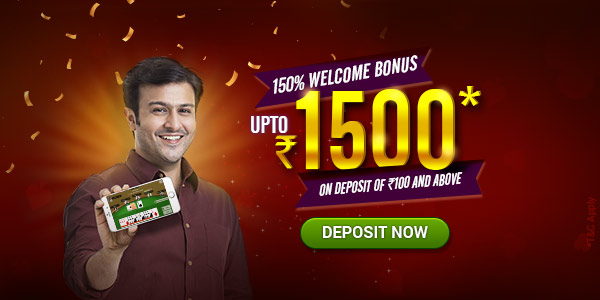 150% WELCOME BONUS
UPTO ₹1500*
ON DEPOSIT OF ₹100 AND ABOVE
DEPOSIT NOW